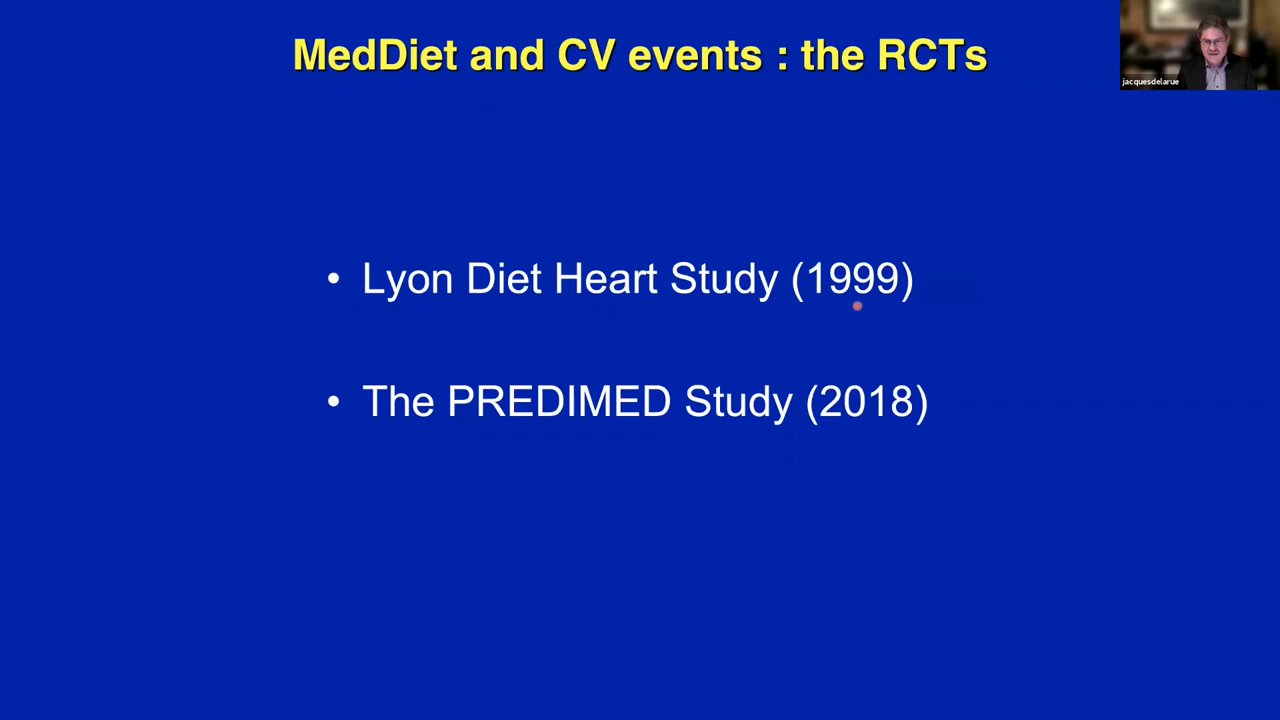 MedDiet and CV events : the RCTs
jacquesdelarue
• Lyon Diet Heart Study (1999)
• The PREDIMED Study (2018)